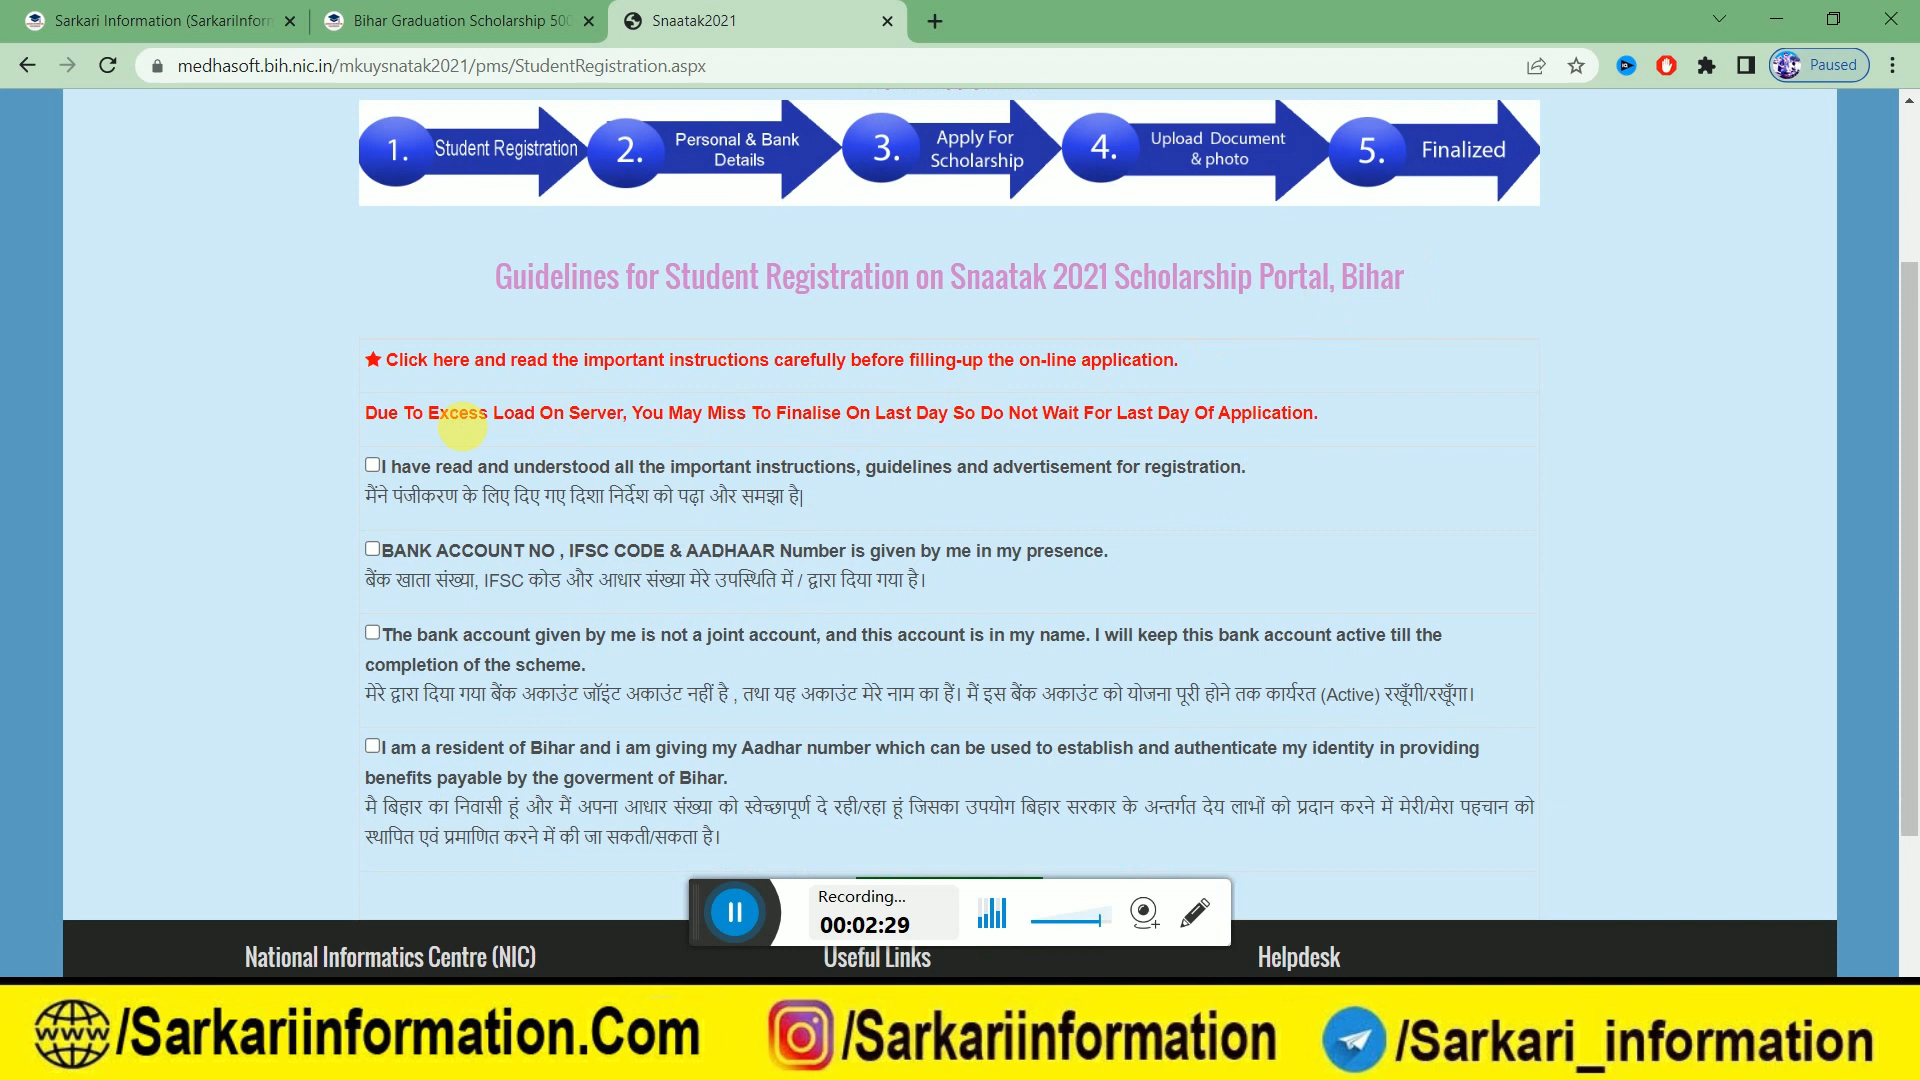 Sarkari Information (SarkariInforn
Bihar Graduation Scholarship 500
Snaatak2021
medhasoft.bih.nic.in/mkuysnatak2021/pms/StudentRegistration.aspx
Paused
1. Student Registration
2. Personal & Bank Details
3. Apply For Scholarship
4. Upload Document & photo
5. Finalized
Guidelines for Student Registration on Snaatak 2021 Scholarship Portal, Bihar
★ Click here and read the important instructions carefully before filling-up the on-line application.
Due To Excess Load On Server, You May Miss To Finalise On Last Day So Do Not Wait For Last Day Of Application.
I have read and understood all the important instructions, guidelines and advertisement for registration.
मैंने पंजीकरण के लिए दिए गए दिशा निर्देश को पढ़ा और समझा है|
BANK ACCOUNT NO , IFSC CODE & AADHAAR Number is given by me in my presence.
बैंक खाता संख्या, IFSC कोड और आधार संख्या मेरे उपस्थिति में / द्वारा दिया गया है।
The bank account given by me is not a joint account, and this account is in my name. I will keep this bank account active till the
completion of the scheme.
मेरे द्वारा दिया गया बैंक अकाउंट जॉइंट अकाउंट नहीं है , तथा यह अकाउंट मेरे नाम का हैं। मैं इस बैंक अकाउंट को योजना पूरी होने तक कार्यरत (Active) रखूँगी/रखूँगा।
I am a resident of Bihar and i am giving my Aadhar number which can be used to establish and authenticate my identity in providing
benefits payable by the goverment of Bihar.
मै बिहार का निवासी हूं और मैं अपना आधार संख्या को स्वेच्छापूर्ण दे रही/रहा हूं जिसका उपयोग बिहार सरकार के अन्तर्गत देय लाभों को प्रदान करने में मेरी/मेरा पहचान को
स्थापित एवं प्रमाणित करने में की जा सकती/सकता है।
Recording...
00:02:29
National Informatics Centre (NIC)
Useful Links
Helpdesk
www /Sarkariinformation.Com
/Sarkariinformation
/Sarkari_information